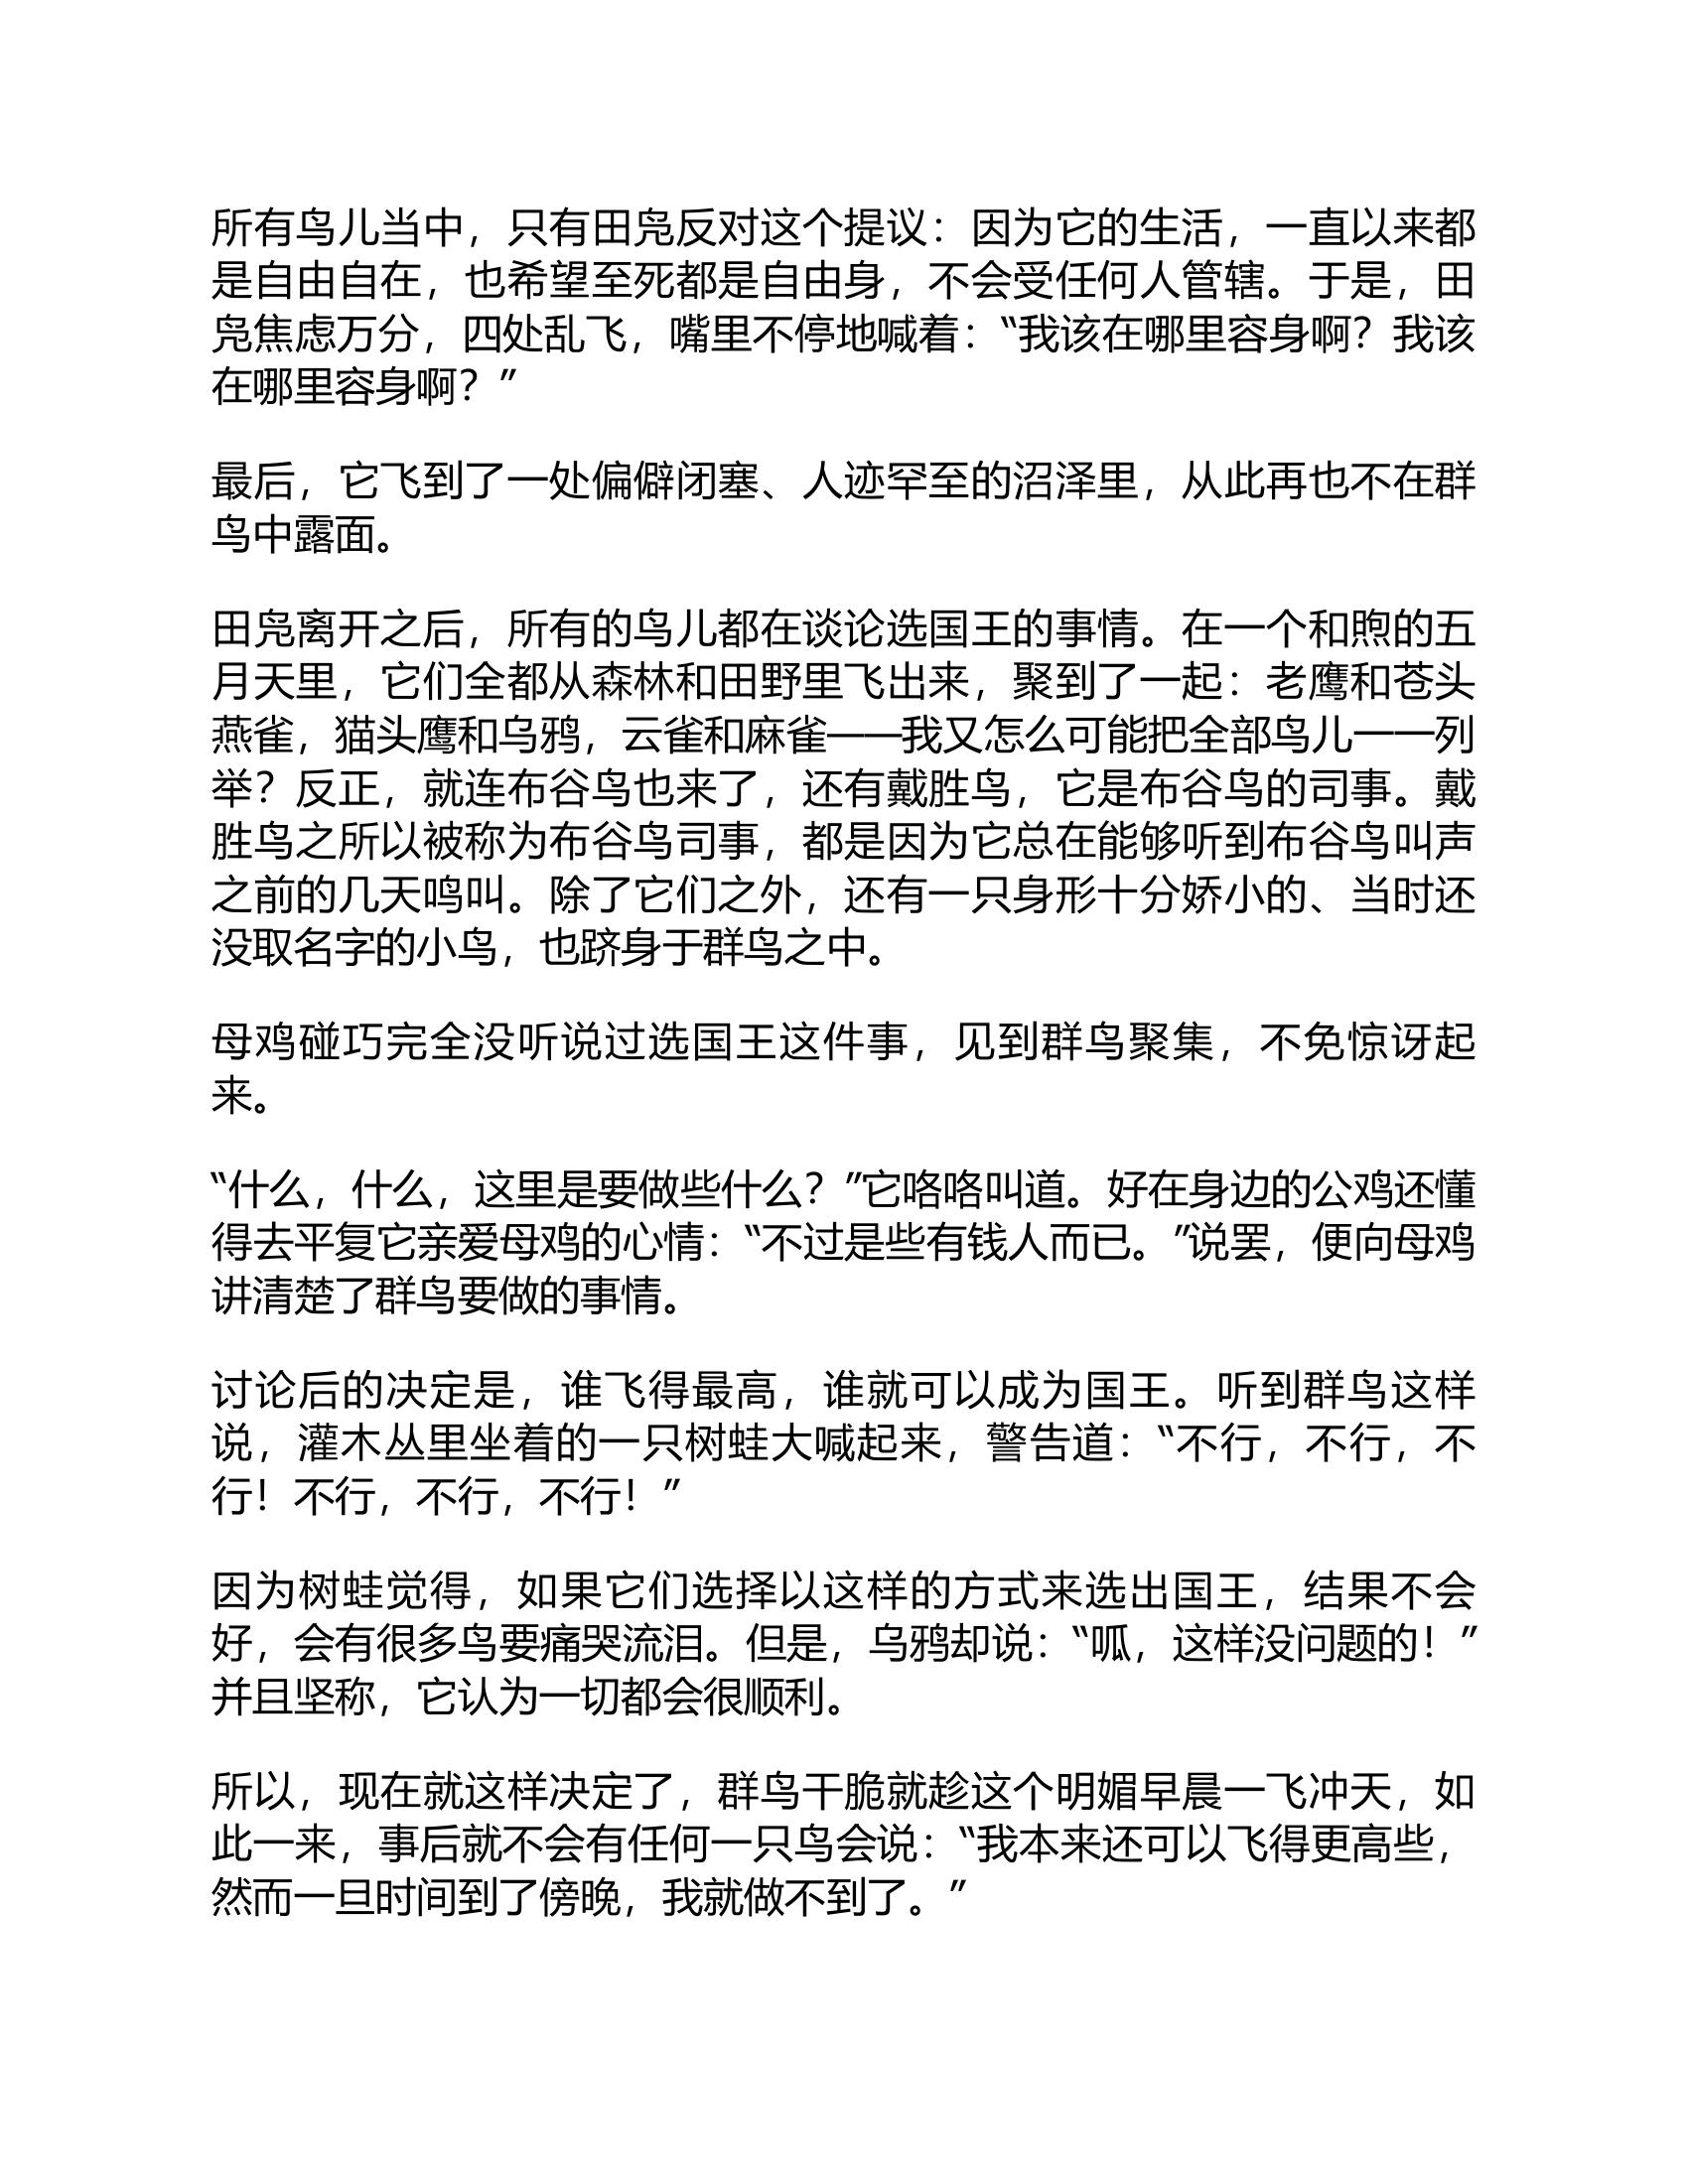 所有鸟儿当中，只有田凫反对这个提议：因为它的生活，一直以来都
是自由自在，也希望至死都是自由身，不会受任何人管辖。于是，田
凫焦虑万分，四处乱飞，嘴里不停地喊着：“我该在哪里容身啊？我该
在哪里容身啊？”
最后，它飞到了一处偏僻闭塞、人迹罕至的沼泽里，从此再也不在群
鸟中露面。
田凫离开之后，所有的鸟儿都在谈论选国王的事情。在一个和煦的五
月天里，它们全都从森林和田野里飞出来，聚到了一起：老鹰和苍头
燕雀，猫头鹰和乌鸦，云雀和麻雀——我又怎么可能把全部鸟儿一一列
举？反正，就连布谷鸟也来了，还有戴胜鸟，它是布谷鸟的司事。戴
胜鸟之所以被称为布谷鸟司事，都是因为它总在能够听到布谷鸟叫声
之前的几天鸣叫。除了它们之外，还有一只身形十分娇小的、当时还
没取名字的小鸟，也跻身于群鸟之中。
母鸡碰巧完全没听说过选国王这件事，见到群鸟聚集，不免惊讶起
来。
“什么，什么，这里是要做些什么？”它咯咯叫道。好在身边的公鸡还懂
得去平复它亲爱母鸡的心情：“不过是些有钱人而已。”说罢，便向母鸡
讲清楚了群鸟要做的事情。
讨论后的决定是，谁飞得最高，谁就可以成为国王。听到群鸟这样
说，灌木丛里坐着的一只树蛙大喊起来，警告道：“不行，不行，不
行！不行，不行，不行！”
因为树蛙觉得，如果它们选择以这样的方式来选出国王，结果不会
好，会有很多鸟要痛哭流泪。但是，乌鸦却说：“呱，这样没问题的！”
并且坚称，它认为一切都会很顺利。
所以，现在就这样决定了，群鸟干脆就趁这个明媚早晨一飞冲天，如
此一来，事后就不会有任何一只鸟会说：“我本来还可以飞得更高些，
然而一旦时间到了傍晚，我就做不到了。”